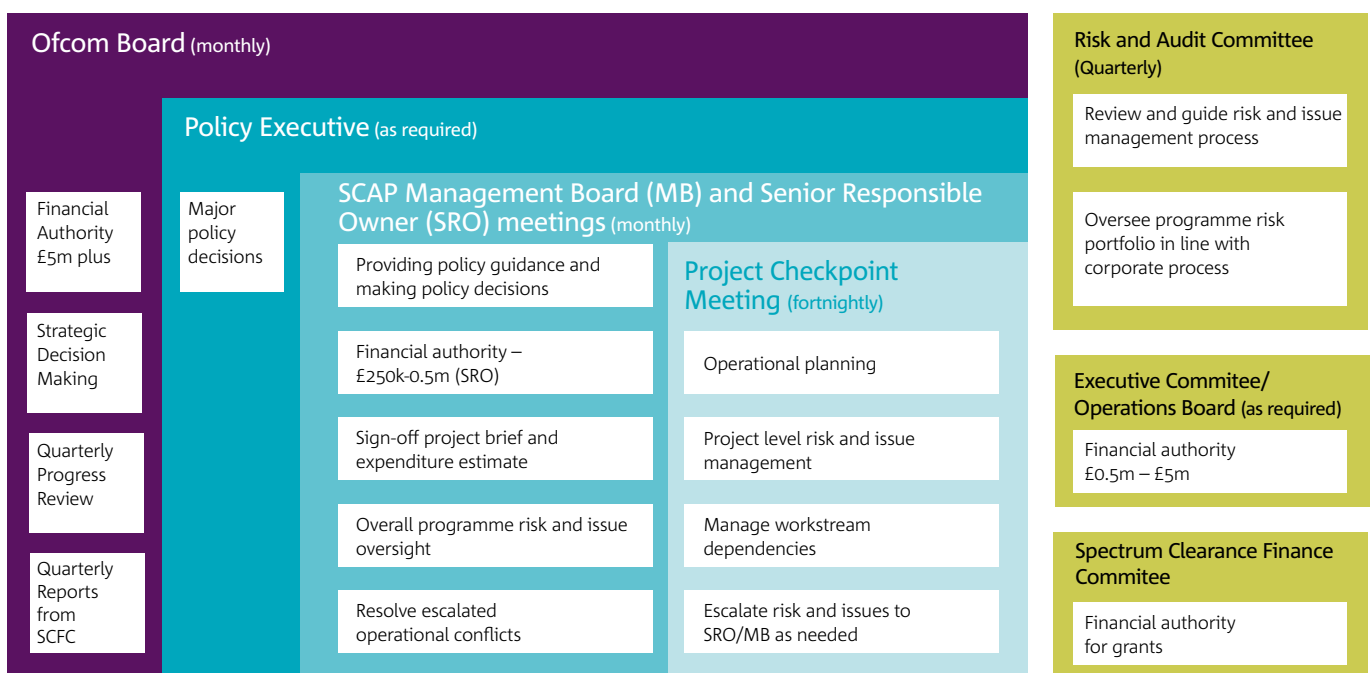 Ofcom Board (monthly)
Financial
Authority
£5m plus
Strategic
Decision
Making
Quarterly
Progress
Review
Quarterly
Reports
from
SCFC
Policy Executive (as required)
Major
policy
decisions
SCAP Management Board (MB) and Senior Responsible
Owner (SRO) meetings (monthly)
Providing policy guidance and
making policy decisions
Financial authority –
£250k-0.5m (SRO)
Sign-off project brief and
expenditure estimate
Overall programme risk and issue
oversight
Resolve escalated
operational conflicts
Project Checkpoint
Meeting (fortnightly)
Operational planning
Project level risk and issue
management
Manage workstream
dependencies
Escalate risk and issues to
SRO/MB as needed
Risk and Audit Committee
(Quarterly)
Review and guide risk and issue
management process
Oversee programme risk
portfolio in line with
corporate process
Executive Commitee/
Operations Board (as required)
Financial authority
£0.5m – £5m
Spectrum Clearance Finance
Commitee
Financial authority
for grants